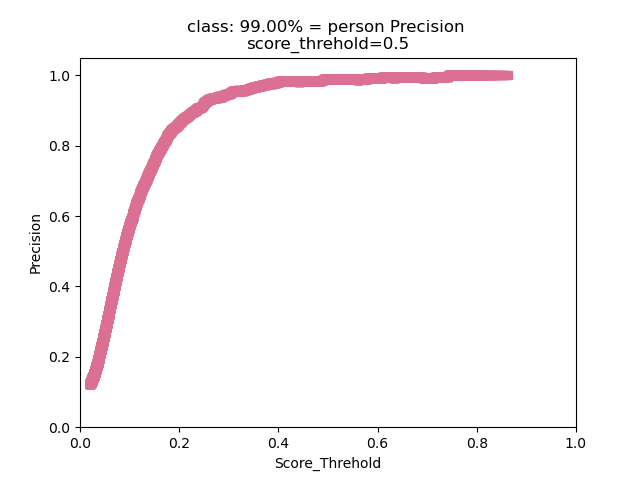 class: 99.00% = person Precision
score_threhold=0.5
1.0
0.8
0.6
0.4
0.2
0.0
Precision
0.0 0.2 0.4 0.6 0.8 1.0
Score_Threhold